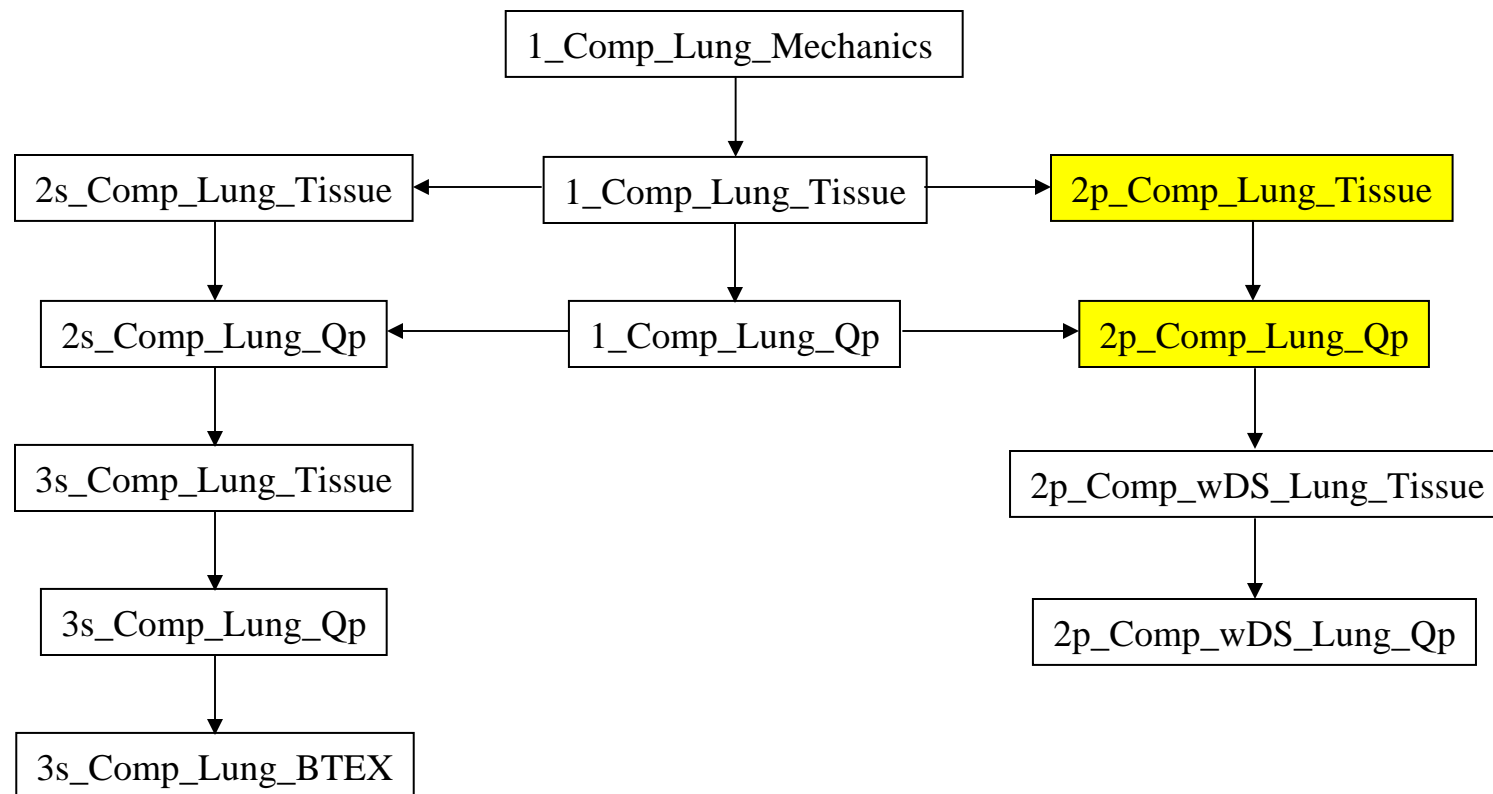 1_Comp_Lung_Mechanics
2s_Comp_Lung_Tissue
1_Comp_Lung_Tissue
2p_Comp_Lung_Tissue
2s_Comp_Lung_Qp
1_Comp_Lung_Qp
2p_Comp_Lung_Qp
3s_Comp_Lung_Tissue
2p_Comp_wDS_Lung_Tissue
3s_Comp_Lung_Qp
2p_Comp_wDS_Lung_Qp
3s_Comp_Lung_BTEX